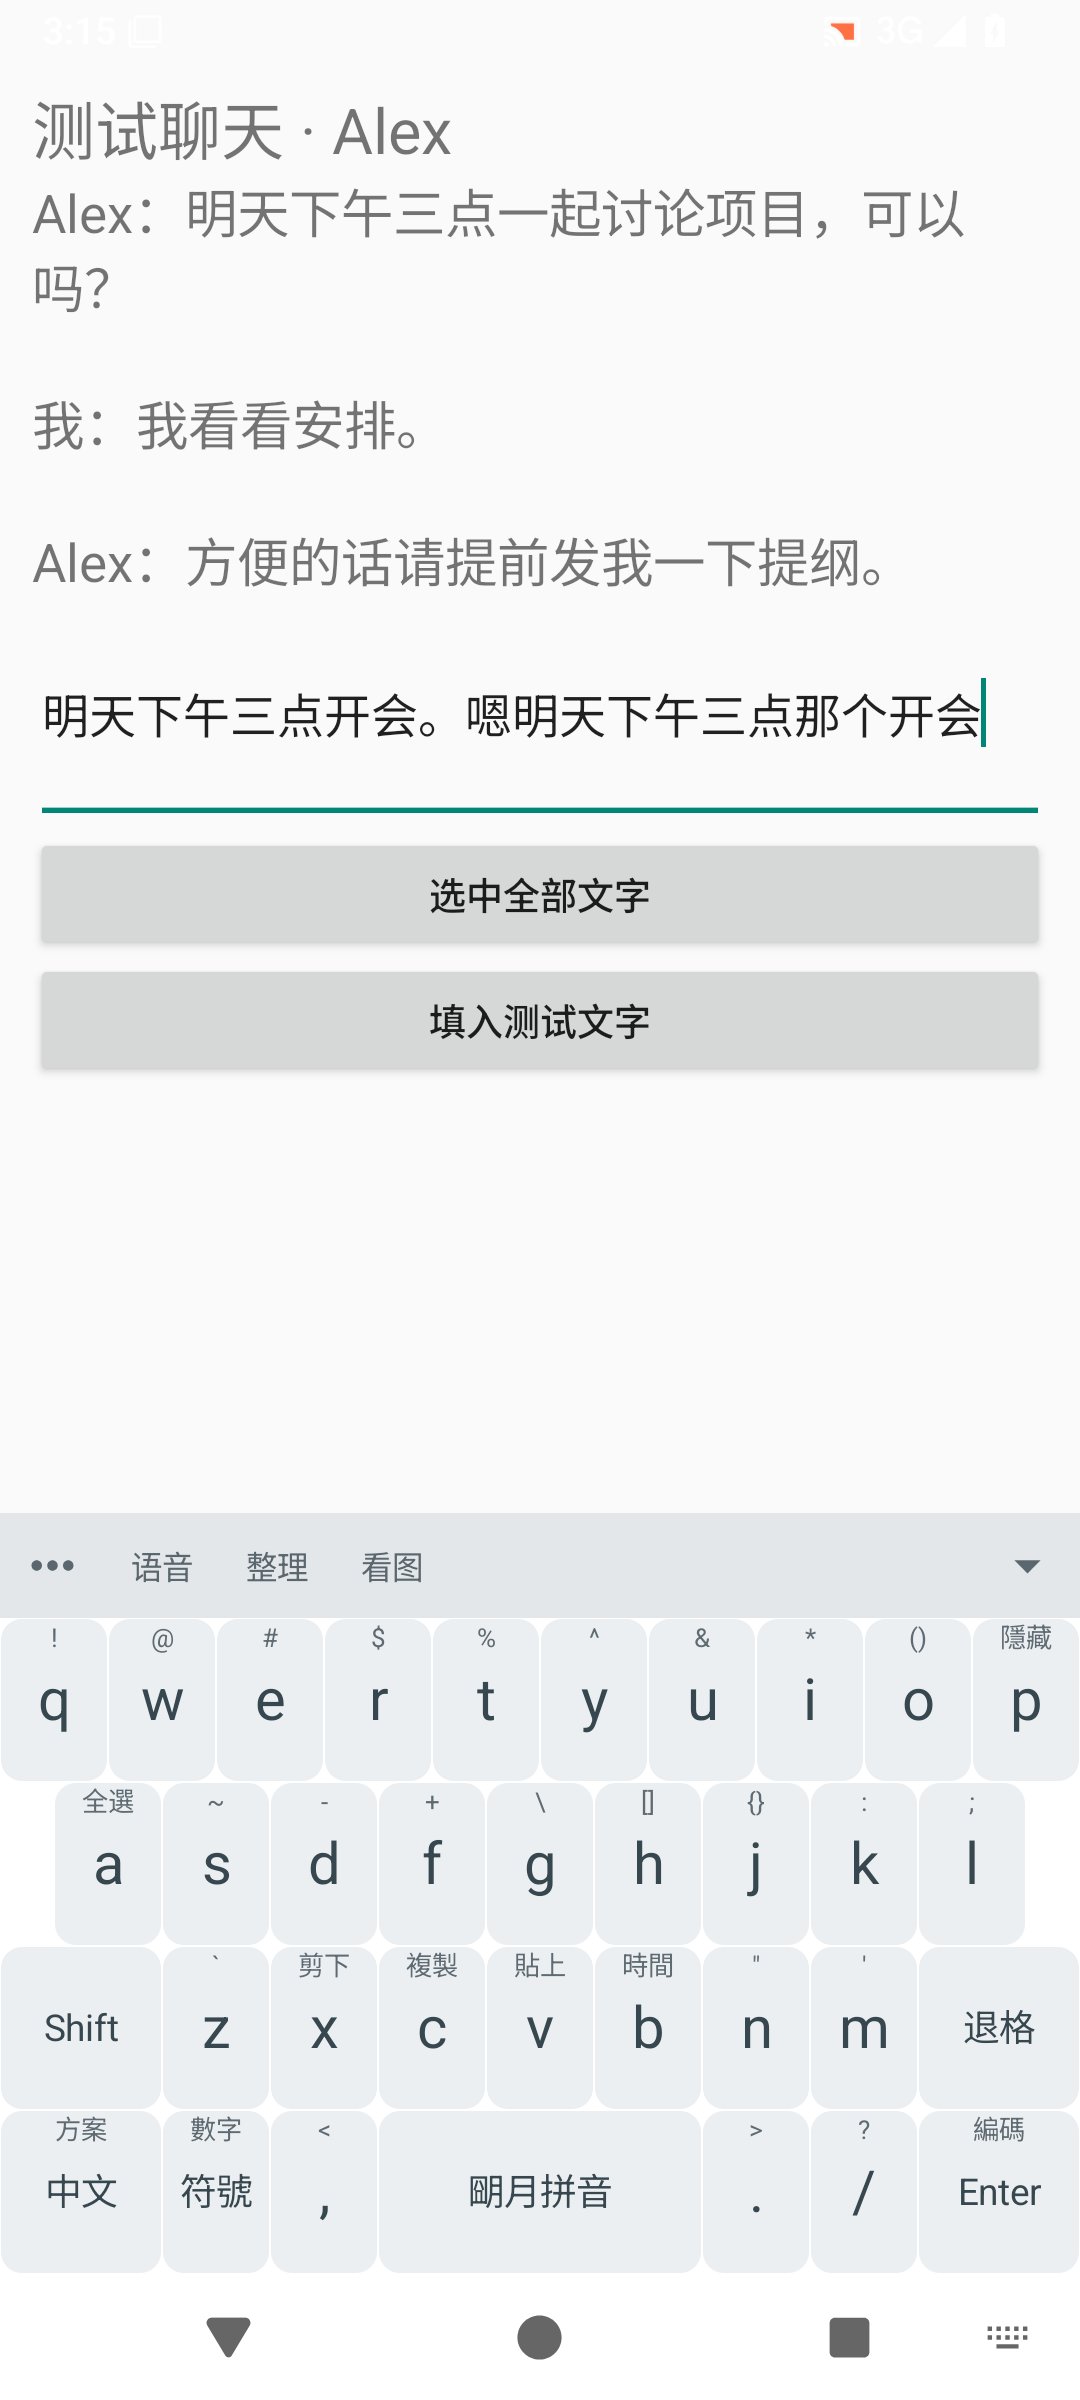 3:15 3G
测试聊天 · Alex
Alex：明天下午三点一起讨论项目，可以
吗？
我：我看看安排。
Alex：方便的话请提前发我一下提纲。
明天下午三点开会。嗯明天下午三点那个开会
选中全部文字
填入测试文字
••• 语音 整理 看图
! @ # $ % ^ & * () 隱藏
q w e r t y u i o p
全選 ~ - + \ [] {} : ;
a s d f g h j k l
` 剪下 複製 貼上 時間 " '
Shift z x c v b n m 退格
方案 數字 < > ? 編碼
中文 符號 , 朙月拼音 . / Enter